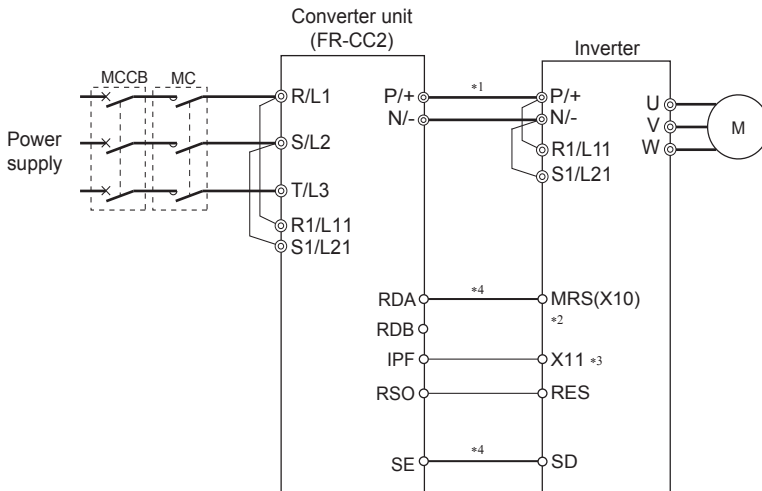 Converter unit
(FR-CC2)
Inverter
MCCB MC
Power
supply
R/L1
S/L2
T/L3
R1/L11
S1/L21
P/+
N/-
*1
P/+
N/-
R1/L11
S1/L21
U
V
W
M
RDA
*4
MRS(X10)
*2
RDB
IPF
X11 *3
RSO
RES
SE
*4
SD